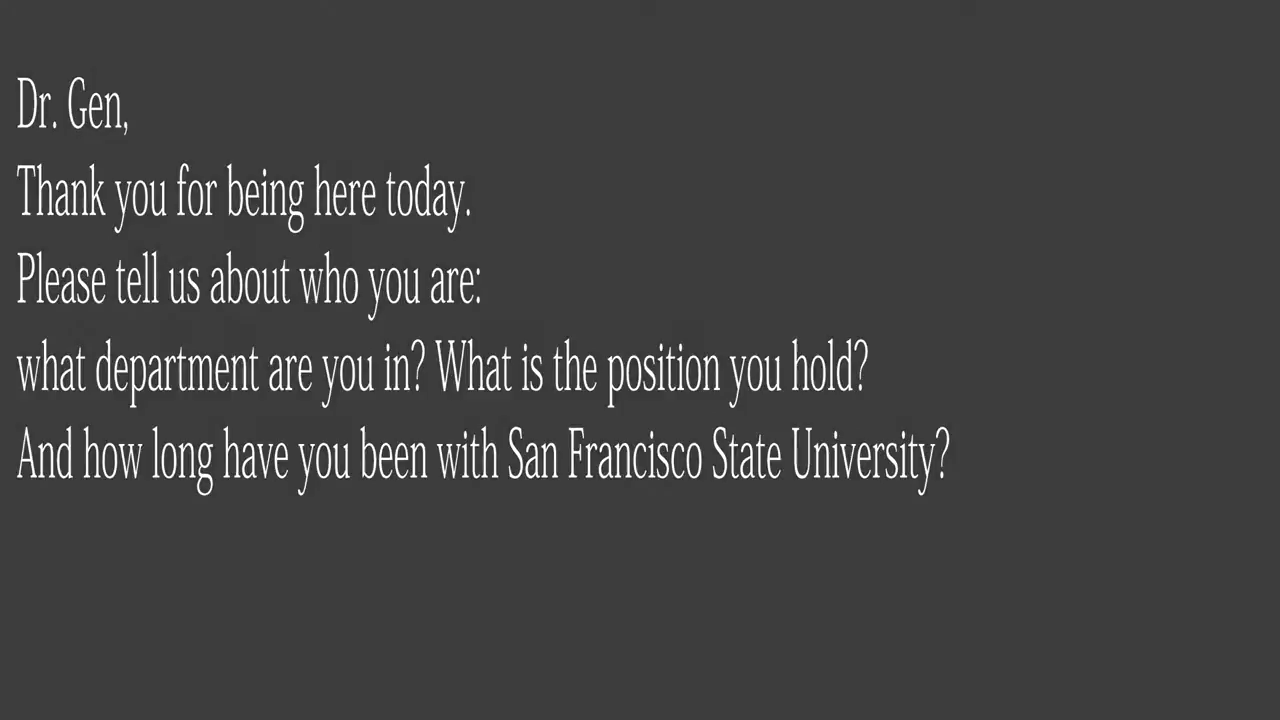 Dr. Gen,
Thank you for being here today.
Please tell us about who you are:
what department are you in? What is the position you hold?
And how long have you been with San Francisco State University?